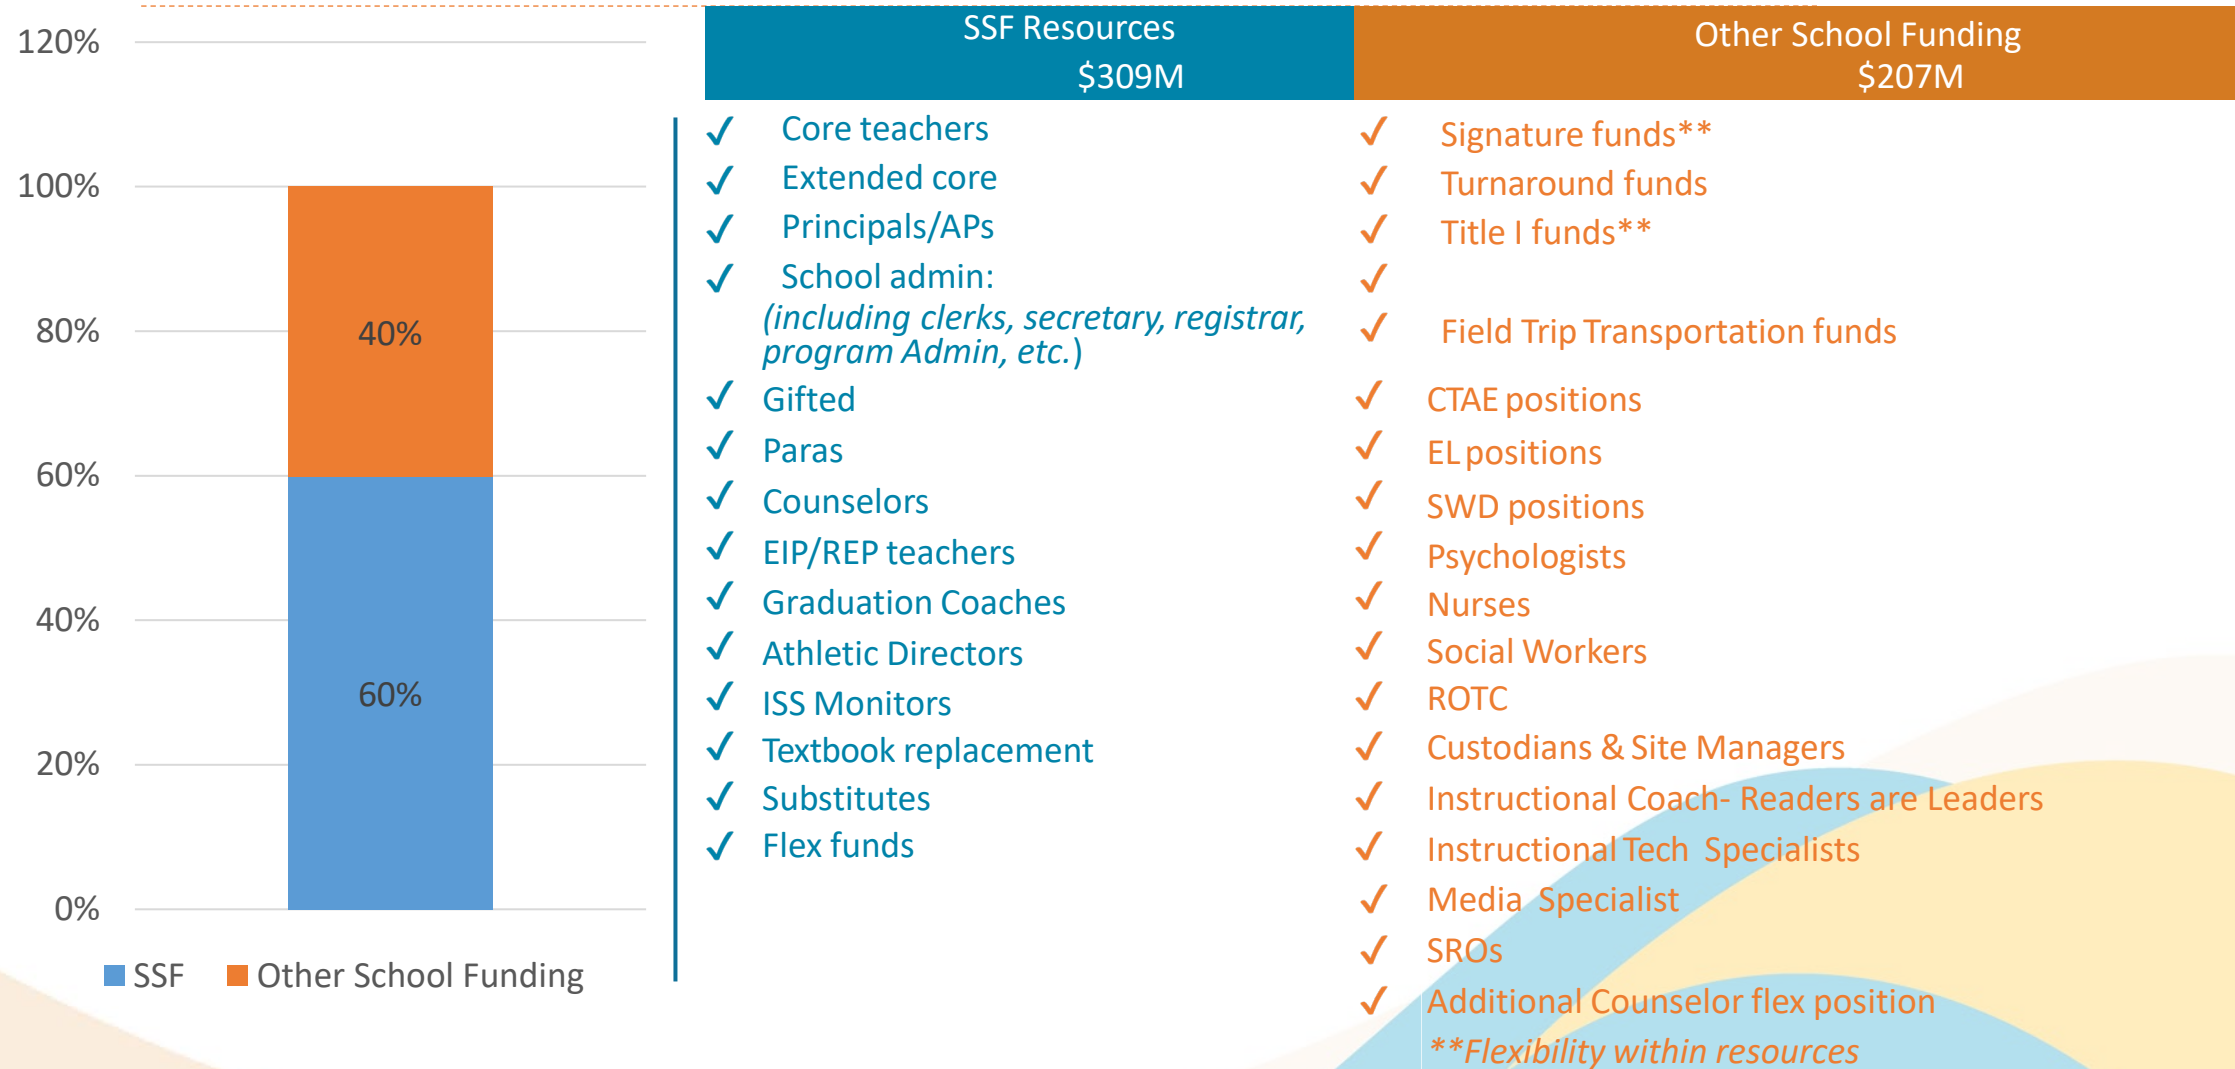 120%
100%
80%
60%
40%
20%
0%
40%
60%
SSF
Other School Funding
SSF Resources
$309M
✓ Core teachers
✓ Extended core
✓ Principals/APs
✓ School admin:
(including clerks, secretary, registrar,
program Admin, etc.)
✓ Gifted
✓ Paras
✓ Counselors
✓ EIP/REP teachers
✓ Graduation Coaches
✓ Athletic Directors
✓ ISS Monitors
✓ Textbook replacement
✓ Substitutes
✓ Flex funds
Other School Funding
$207M
✓ Signature funds**
✓ Turnaround funds
✓ Title I funds**
✓
✓ Field Trip Transportation funds
✓ CTAE positions
✓ EL positions
✓ SWD positions
✓ Psychologists
✓ Nurses
✓ Social Workers
✓ ROTC
✓ Custodians & Site Managers
✓ Instructional Coach- Readers are Leaders
✓ Instructional Tech Specialists
✓ Media Specialist
✓ SROs
✓ Additional Counselor flex position
**Flexibility within resources